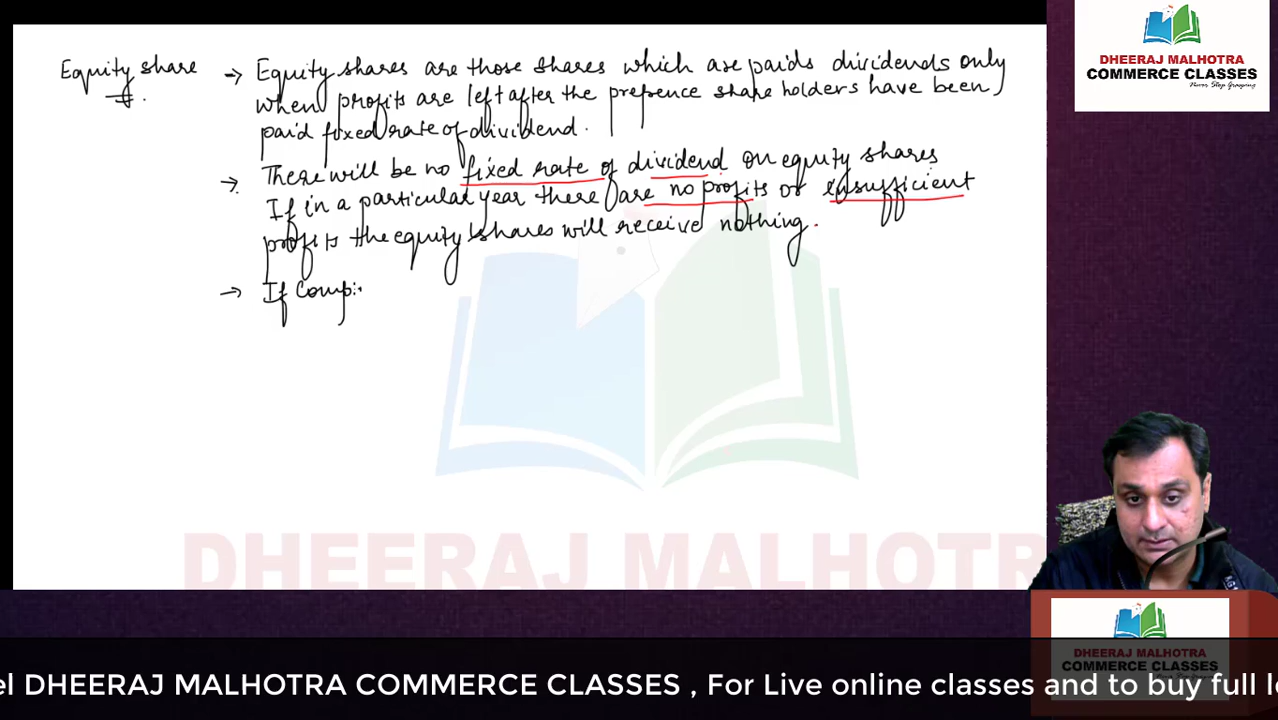 Equity share
→ Equity shares are those shares which are paids dividends only
when profits are left after the prefrence share holders have been
paid fixed rate of dividend.
→ There will be no fixed rate of dividend on equity shares
If in a particular year there are no profits or insufficient
profits the equity shares will receive nothing.
→ If Comp
DHEERAJ MALHOTRA
COMMERCE CLASSES
Never Stop Grasping
DHEERAJ MALHOTRA
DHEERAJ MALHOTRA
COMMERCE CLASSES
el DHEERAJ MALHOTRA COMMERCE CLASSES , For Live online classes and to buy full le